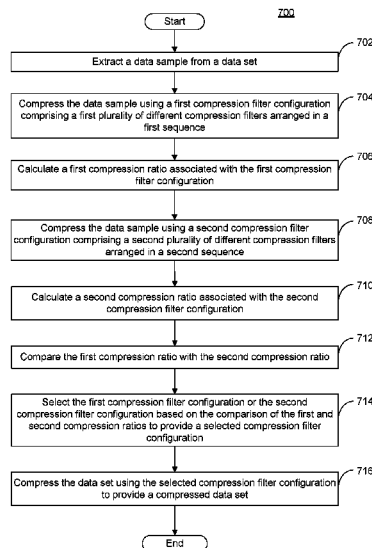 700
Start
702
Extract a data sample from a data set
704
Compress the data sample using a first compression filter configuration
comprising a first plurality of different compression filters arranged in a
first sequence
706
Calculate a first compression ratio associated with the first compression
filter configuration
708
Compress the data sample using a second compression filter
configuration comprising a second plurality of different compression filters
arranged in a second sequence
710
Calculate a second compression ratio associated with the second
compression filter configuration
712
Compare the first compression ratio with the second compression ratio
714
Select the first compression filter configuration or the second
compression filter configuration based on the comparison of the first and
second compression ratios to provide a selected compression filter
configuration
716
Compress the data set using the selected compression filter configuration
to provide a compressed data set
End